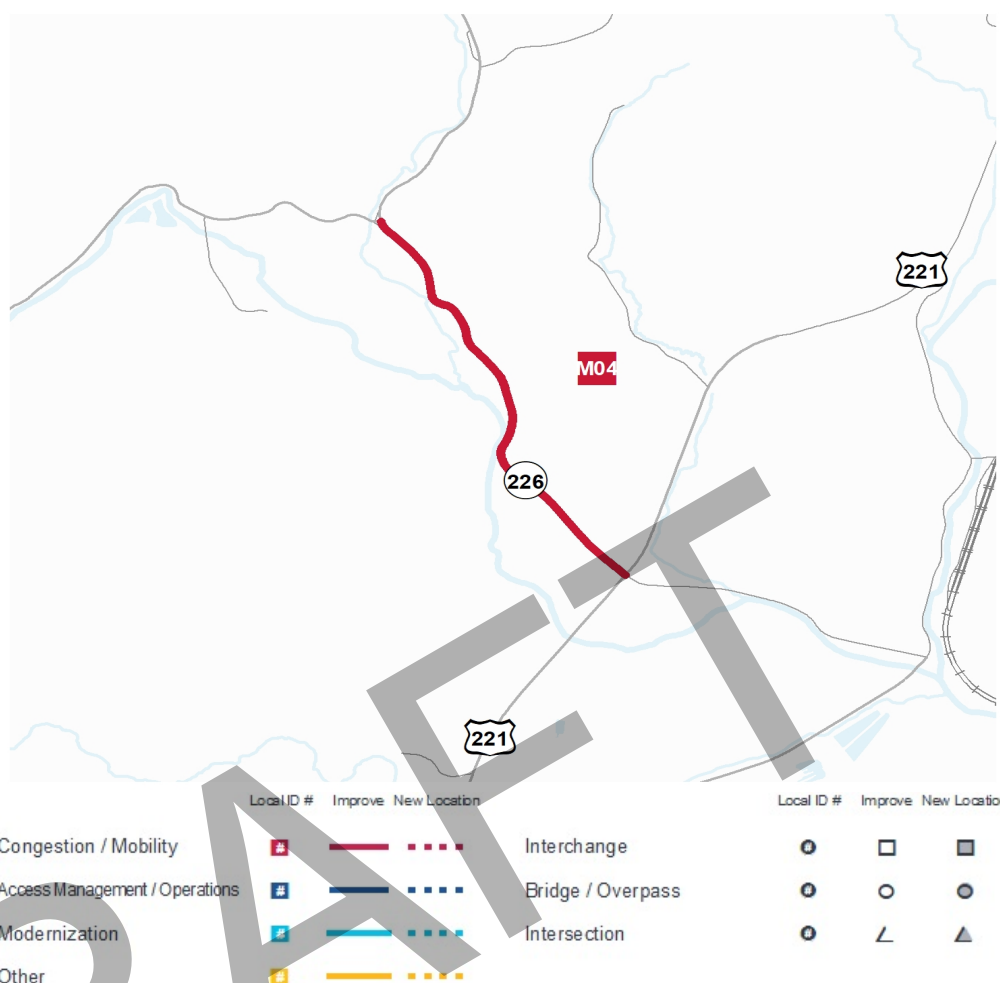 221
M04
226
221
Local ID # Improve New Location Local ID # Improve New Locatio
Congestion / Mobility # Interchange #
Access Management / Operations # Bridge / Overpass #
Modernization # Intersection #
Other #
RAFT